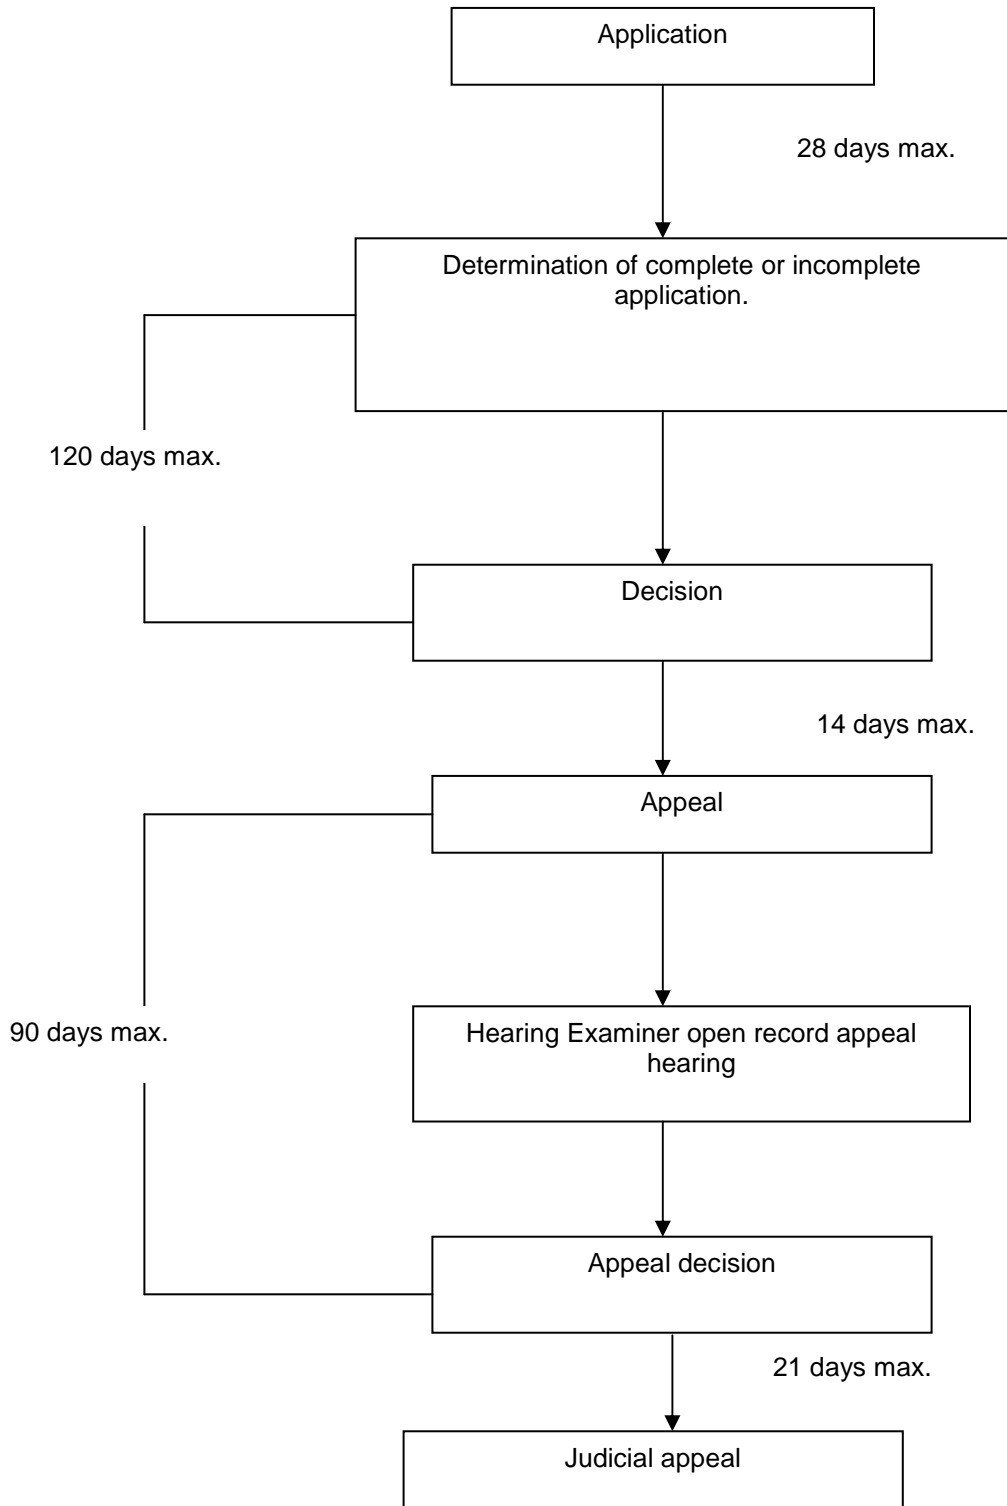 Application
28 days max.
Determination of complete or incomplete
application.
120 days max.
Decision
14 days max.
Appeal
90 days max.
Hearing Examiner open record appeal
hearing
Appeal decision
21 days max.
Judicial appeal